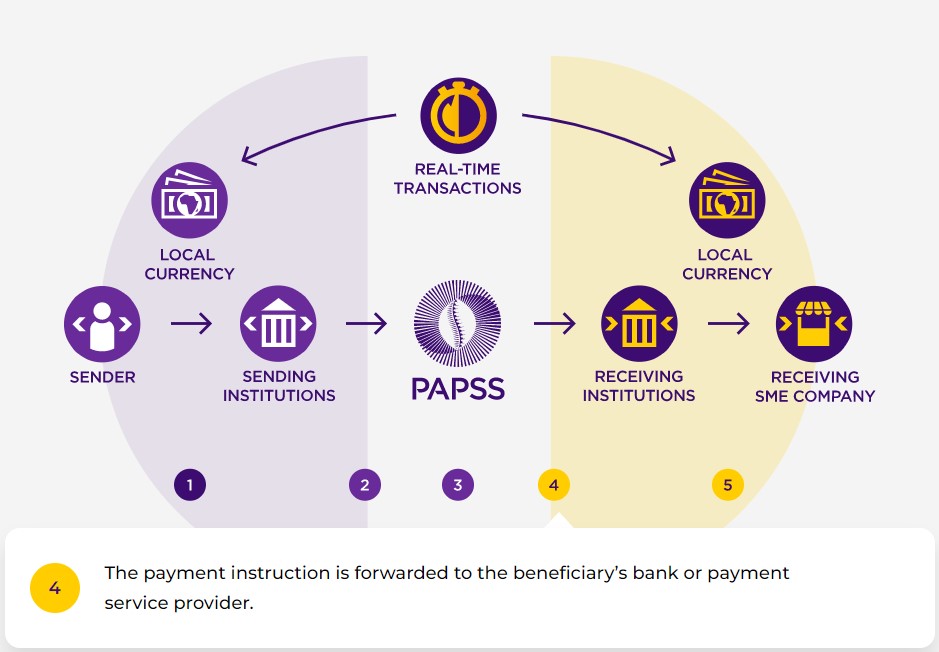 REAL-TIME
TRANSACTIONS
LOCAL
CURRENCY
LOCAL
CURRENCY
SENDER
SENDING
INSTITUTIONS
PAPSS
RECEIVING
INSTITUTIONS
RECEIVING
SME COMPANY
1
2
3
4
5
4
The payment instruction is forwarded to the beneficiary’s bank or payment
service provider.